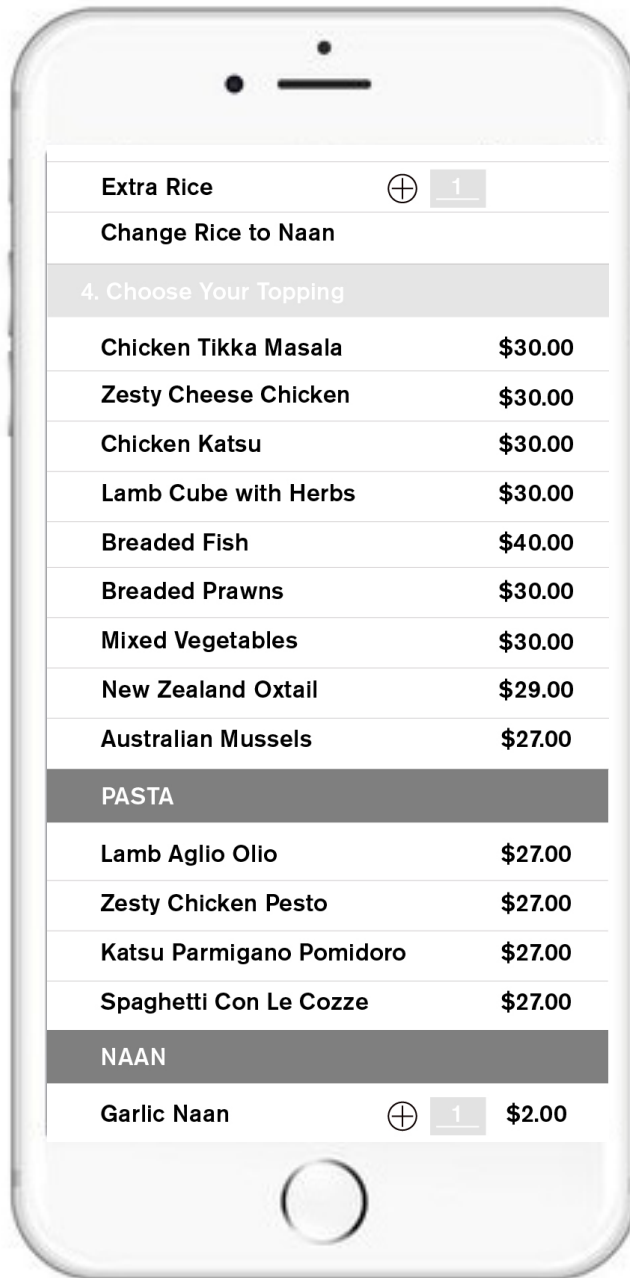 Extra Rice 1
Change Rice to Naan
4. Choose Your Topping
Chicken Tikka Masala $30.00
Zesty Cheese Chicken $30.00
Chicken Katsu $30.00
Lamb Cube with Herbs $30.00
Breaded Fish $40.00
Breaded Prawns $30.00
Mixed Vegetables $30.00
New Zealand Oxtail $29.00
Australian Mussels $27.00
PASTA
Lamb Aglio Olio $27.00
Zesty Chicken Pesto $27.00
Katsu Parmigano Pomidoro $27.00
Spaghetti Con Le Cozze $27.00
NAAN
Garlic Naan 1 $2.00